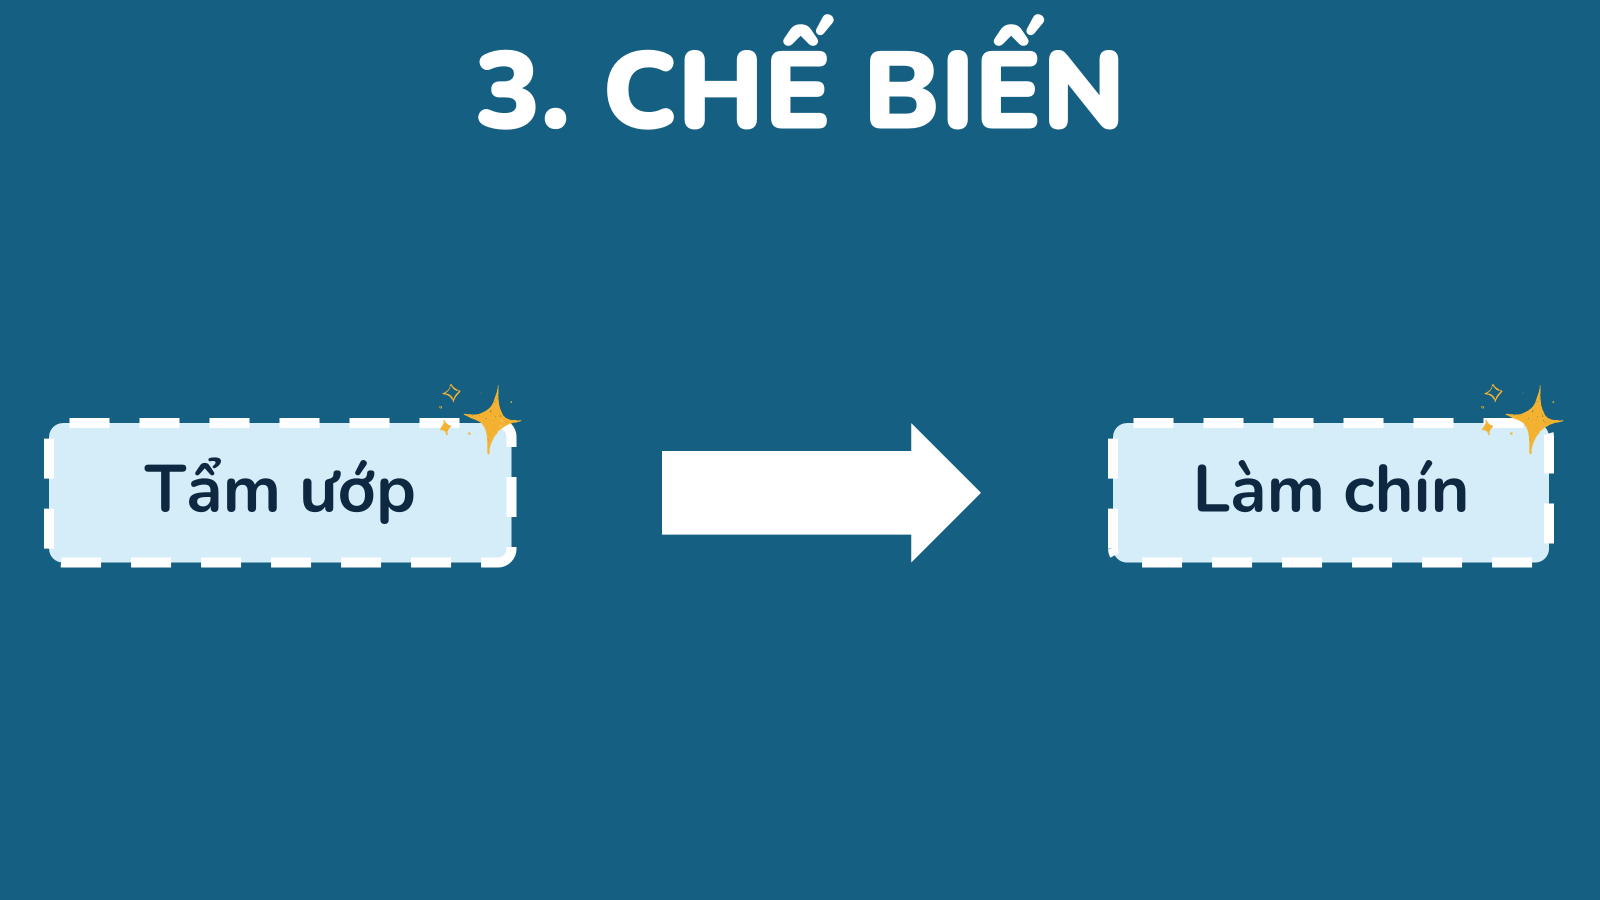 3. CHẾ BIẾN
Tẩm ướp
Làm chín